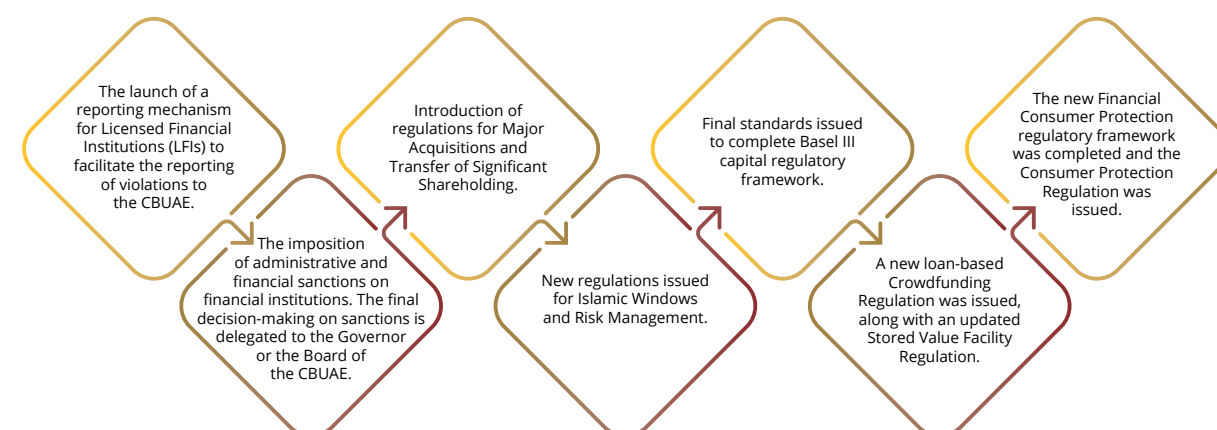 The launch of a
reporting mechanism
for Licensed Financial
Institutions (LFIs) to
facilitate the reporting
of violations to
the CBUAE.
The imposition
of administrative and
financial sanctions on
financial institutions. The final
decision-making on sanctions is
delegated to the Governor
or the Board of
the CBUAE.
Introduction of
regulations for Major
Acquisitions and
Transfer of Significant
Shareholding.
New regulations issued
for Islamic Windows
and Risk Management.
Final standards issued
to complete Basel III
capital regulatory
framework.
A new loan-based
Crowdfunding
Regulation was issued,
along with an updated
Stored Value Facility
Regulation.
The new Financial
Consumer Protection
regulatory framework
was completed and the
Consumer Protection
Regulation was
issued.